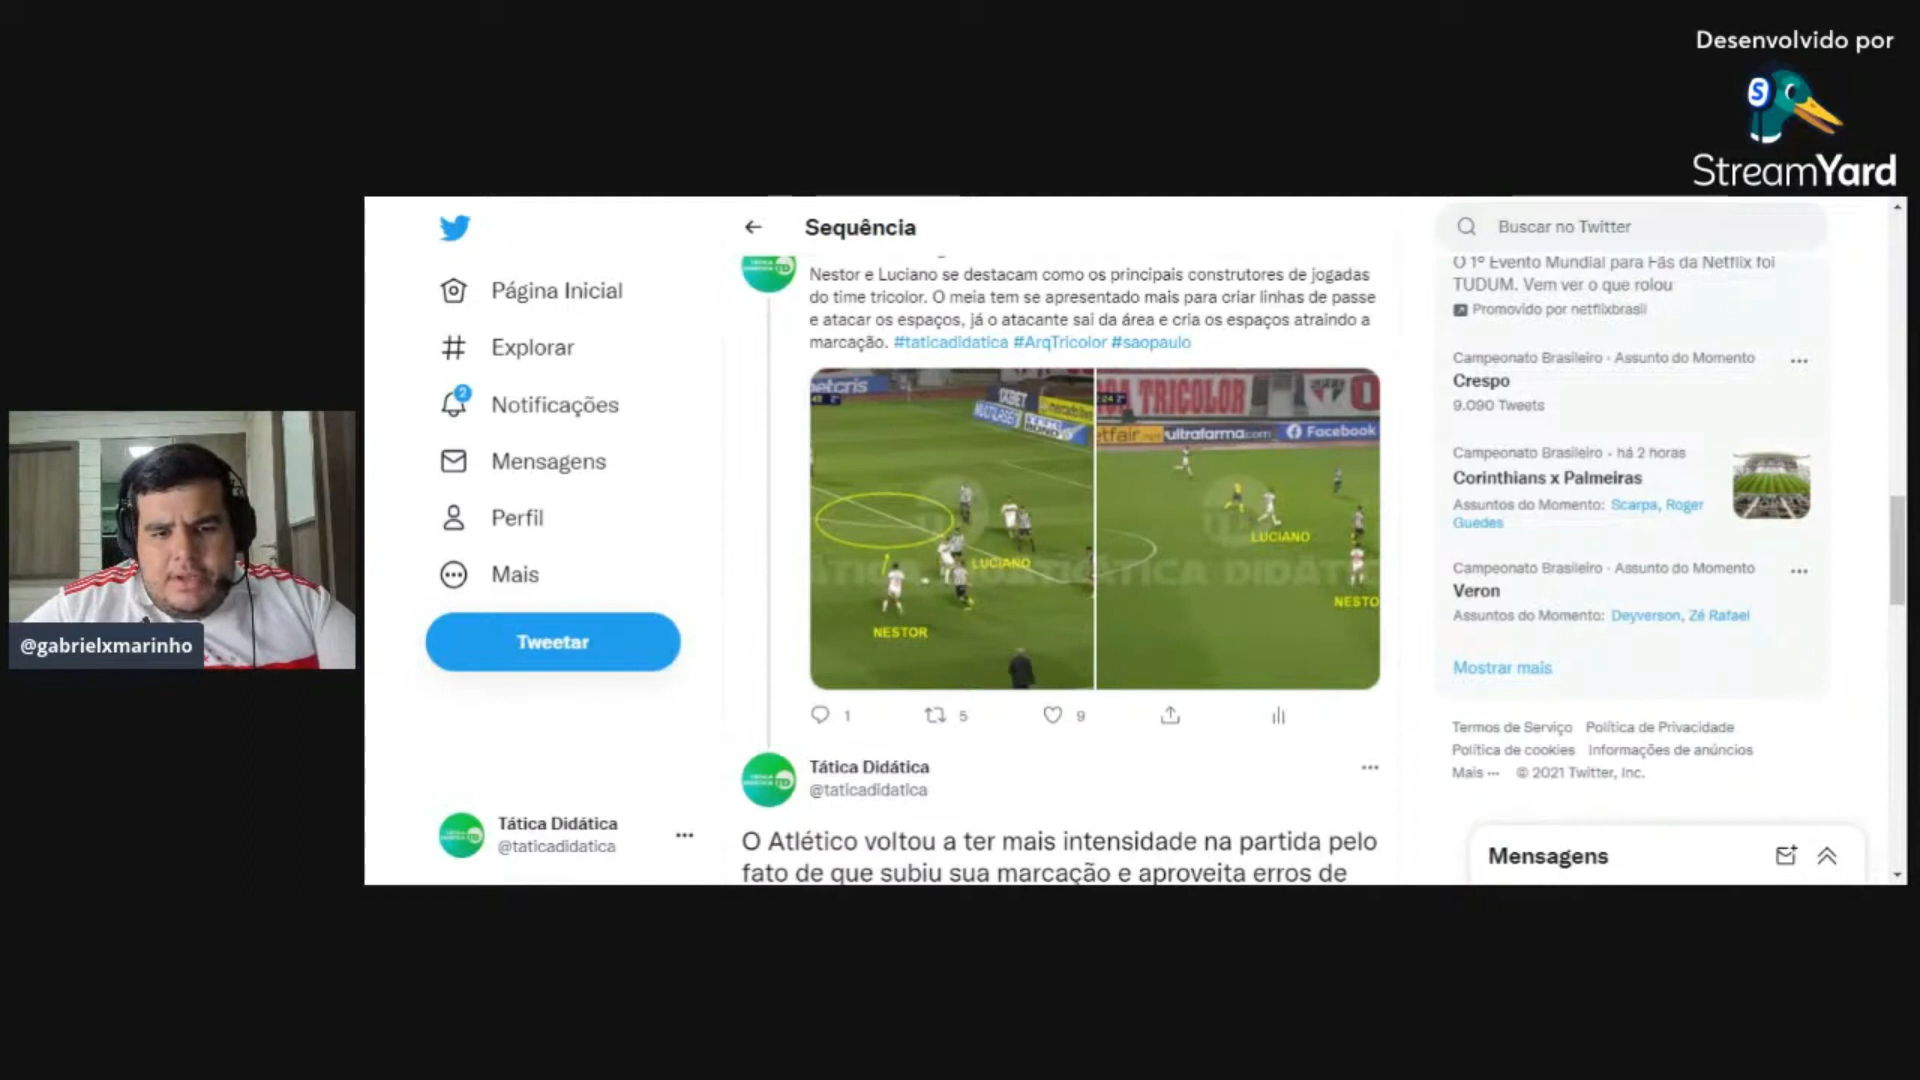 Desenvolvido por
StreamYard
@gabrielxmarinho
Página Inicial
Explorar
2
Notificações
Mensagens
Perfil
Mais
Tweetar
Tática Didática
@taticadidatica
Sequência
Nestor e Luciano se destacam como os principais construtores de jogadas
do time tricolor. O meia tem se apresentado mais para criar linhas de passe
e atacar os espaços, já o atacante sai da área e cria os espaços atraindo a
marcação. #taticadidatica #ArqTricolor #saopaulo
betcris
LUCIANO
NESTOR
TRICOLOR
betfair.net
ultrafarma.com
Facebook
LUCIANO
NESTO
1
5
9
Tática Didática
@taticadidatica
O Atlético voltou a ter mais intensidade na partida pelo
fato de que subiu sua marcação e aproveita erros de
Buscar no Twitter
O 1º Evento Mundial para Fãs da Netflix foi
TUDUM. Vem ver o que rolou
Promovido por netflixbrasil
Campeonato Brasileiro · Assunto do Momento
Crespo
9.090 Tweets
Campeonato Brasileiro · há 2 horas
Corinthians x Palmeiras
Assuntos do Momento: Scarpa, Roger
Guedes
Campeonato Brasileiro · Assunto do Momento
Veron
Assuntos do Momento: Deyverson, Zé Rafael
Mostrar mais
Termos de Serviço Política de Privacidade
Política de cookies Informações de anúncios
Mais ··· © 2021 Twitter, Inc.
Mensagens